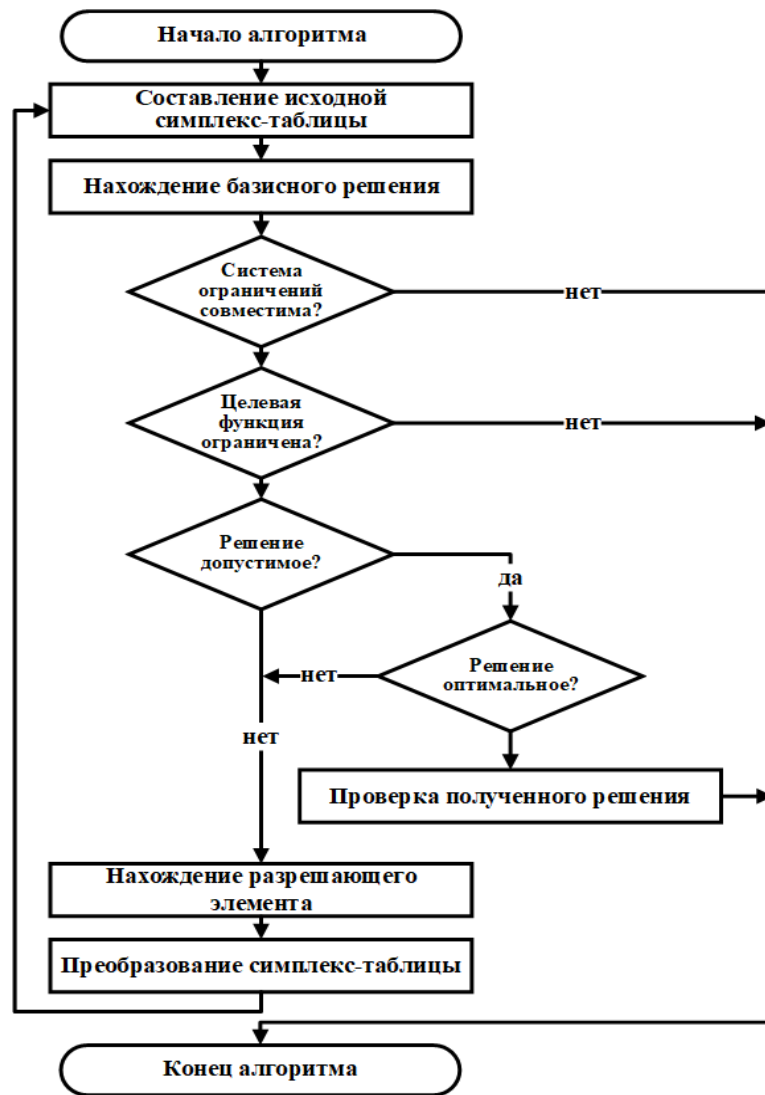 Начало алгоритма
Составление исходной
симплекс-таблицы
Нахождение базисного решения
Система
ограничений
совместима?
нет
Целевая
функция
ограничена?
нет
Решение
допустимое?
да
Решение
оптимальное?
нет
нет
Проверка полученного решения
Нахождение разрешающего
элемента
Преобразование симплекс-таблицы
Конец алгоритма